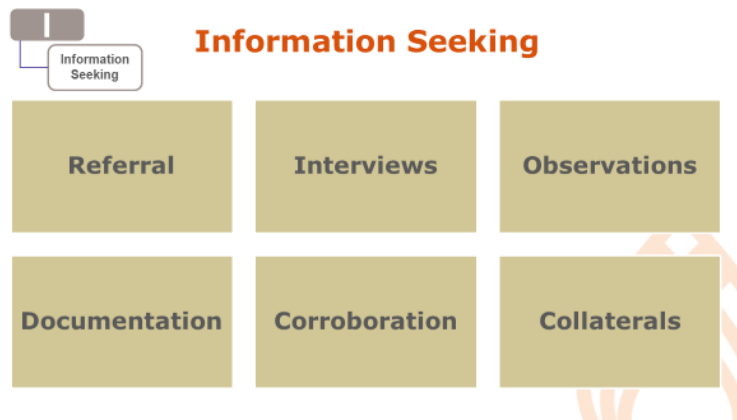 I
Information
Seeking
Information Seeking
Referral
Interviews
Observations
Documentation
Corroboration
Collaterals